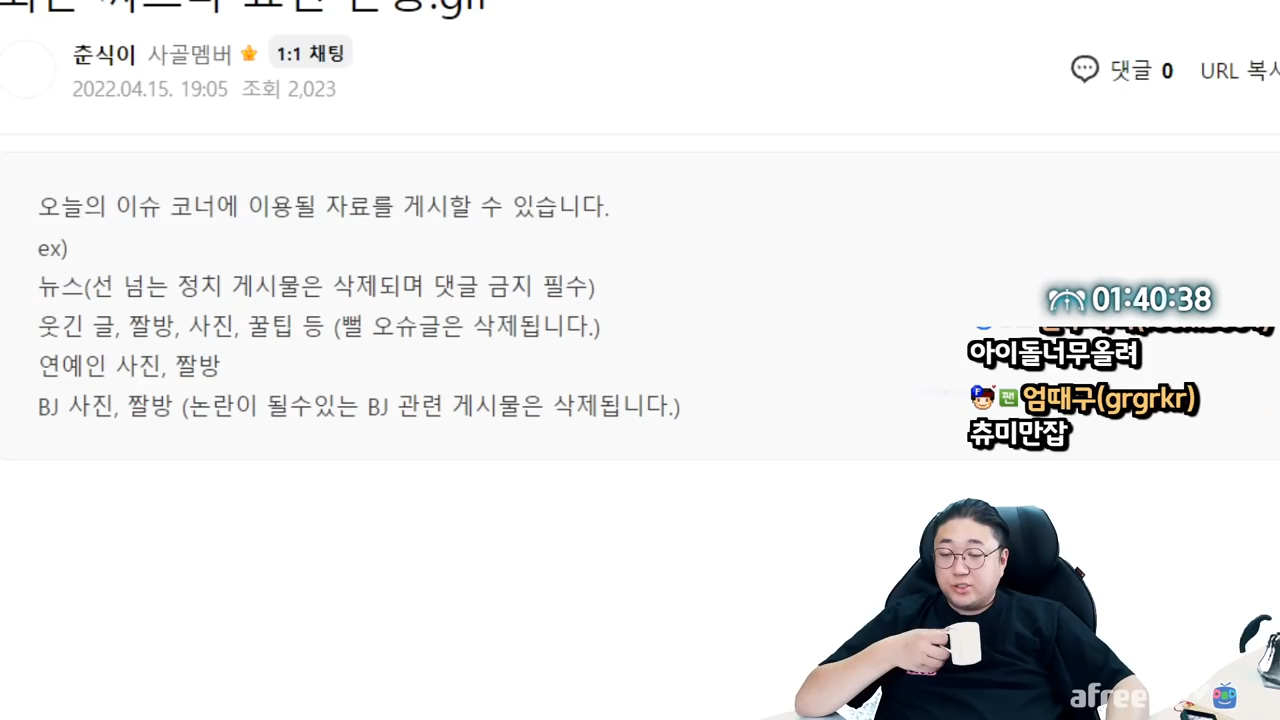 춘식이 사골멤버 1:1 채팅
2022.04.15. 19:05 조회 2,023
댓글 0 URL
오늘의 이슈 코너에 이용될 자료를 게시할 수 있습니다.
ex)
뉴스(선 넘는 정치 게시물은 삭제되며 댓글 금지 필수)
웃긴 글, 짤방, 사진, 꿀팁 등 (뻘 오슈글은 삭제됩니다.)
연예인 사진, 짤방
BJ 사진, 짤방 (논란이 될수있는 BJ 관련 게시물은 삭제됩니다.)
01:40:38
아이돌너무올려
F 팬 엄때구(grgrkr)
츄미만잡